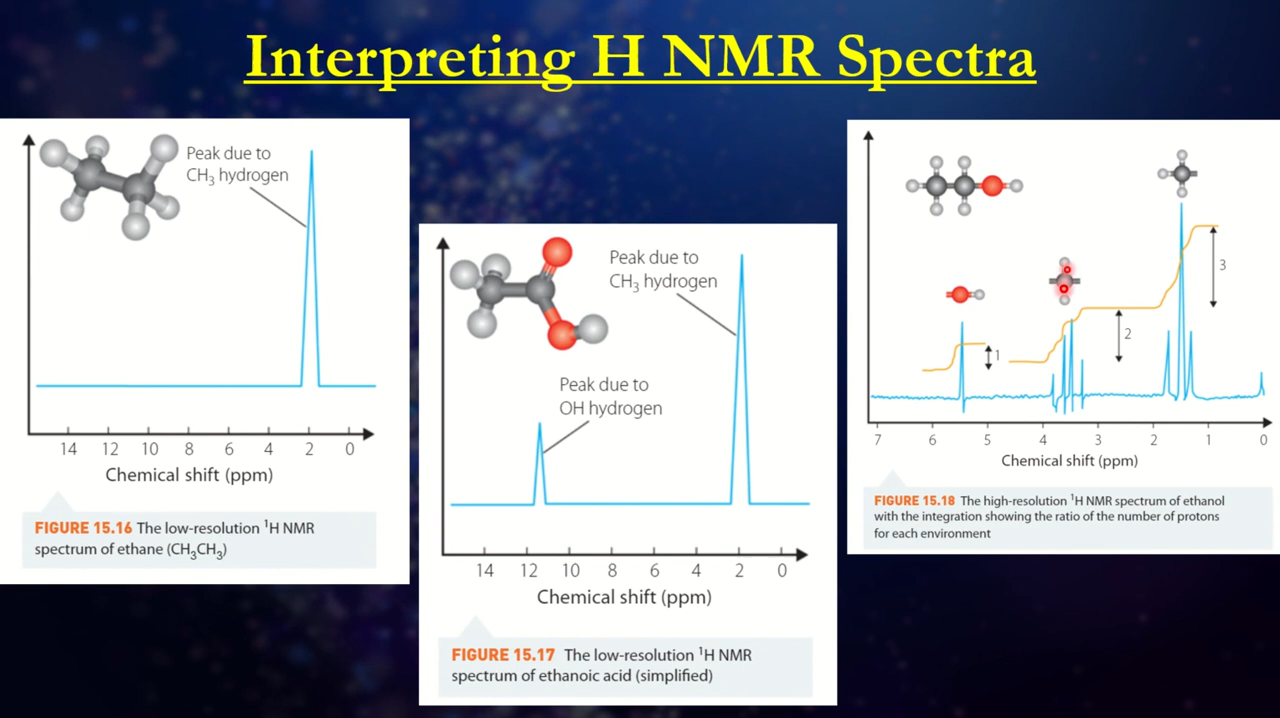 Interpreting H NMR Spectra
Peak due to
CH₃ hydrogen
14 12 10 8 6 4 2 0
Chemical shift (ppm)
FIGURE 15.16 The low-resolution ¹H NMR
spectrum of ethane (CH₃CH₃)
Peak due to
CH₃ hydrogen
Peak due to
OH hydrogen
14 12 10 8 6 4 2 0
Chemical shift (ppm)
FIGURE 15.17 The low-resolution ¹H NMR
spectrum of ethanoic acid (simplified)
3
2
1
7 6 5 4 3 2 1 0
Chemical shift (ppm)
FIGURE 15.18 The high-resolution ¹H NMR spectrum of ethanol
with the integration showing the ratio of the number of protons
for each environment